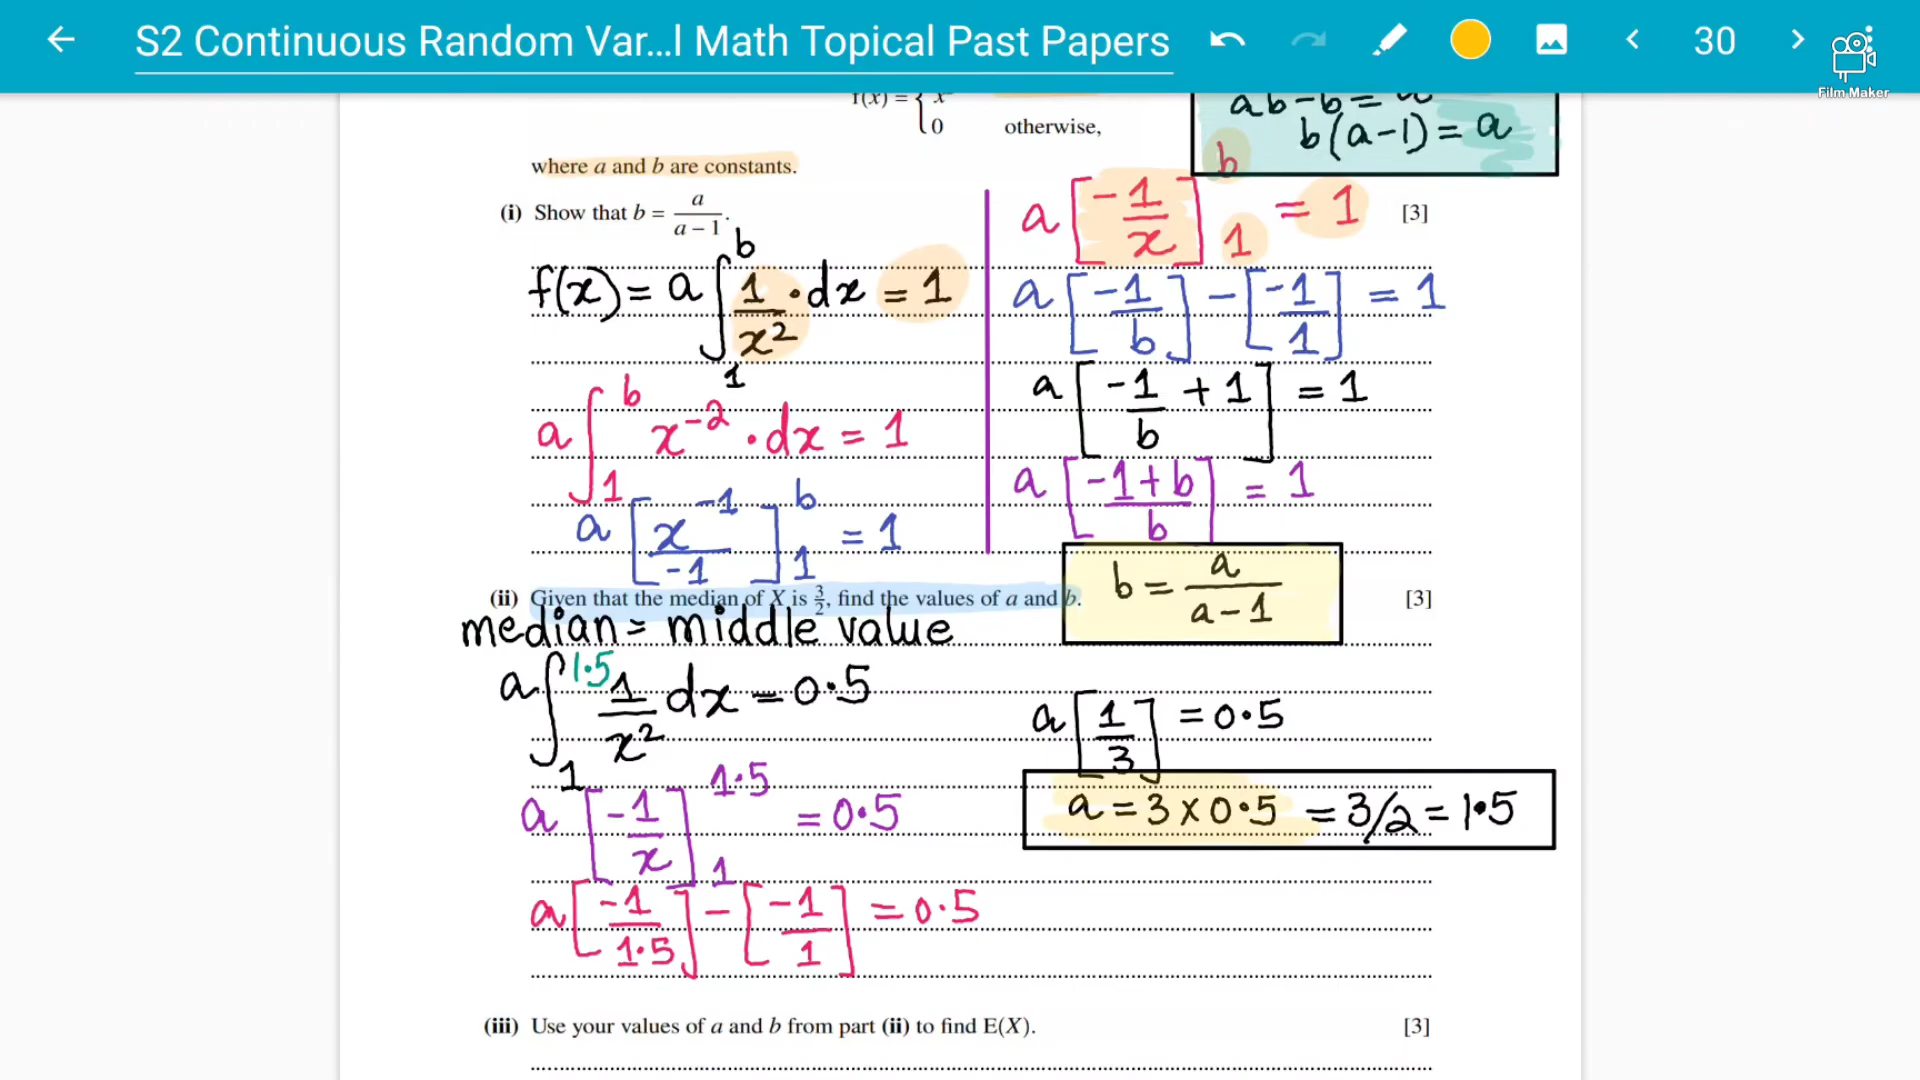 S2 Continuous Random Var...l Math Topical Past Papers 30
Film Maker
f(x) = { x
0 otherwise,
ab-b = a
b(a-1) = a
where a and b are constants.
(i) Show that b = a/(a − 1). [3]
f(x) = a ∫₁ᵇ 1/x² · dx = 1
a ∫₁ᵇ x⁻² · dx = 1
a [x⁻¹/-1]₁ᵇ = 1
a [-1/x]₁ᵇ = 1
a [-1/b] - [-1/1] = 1
a [-1/b + 1] = 1
a [-1+b/b] = 1
b = a/a-1
(ii) Given that the median of X is 3/2, find the values of a and b. [3]
median = middle value
a ∫₁^1.5 1/x² dx = 0.5
a [-1/x]₁^1.5 = 0.5
a [-1/1.5] - [-1/1] = 0.5
a [1/3] = 0.5
a = 3 x 0.5 = 3/2 = 1.5
(iii) Use your values of a and b from part (ii) to find E(X). [3]